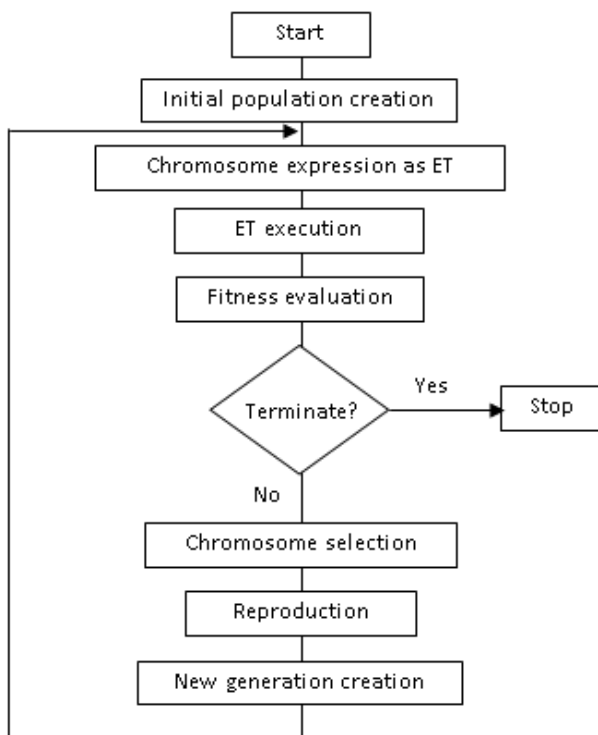 Start
Initial population creation
Chromosome expression as ET
ET execution
Fitness evaluation
Terminate?
Yes
Stop
No
Chromosome selection
Reproduction
New generation creation